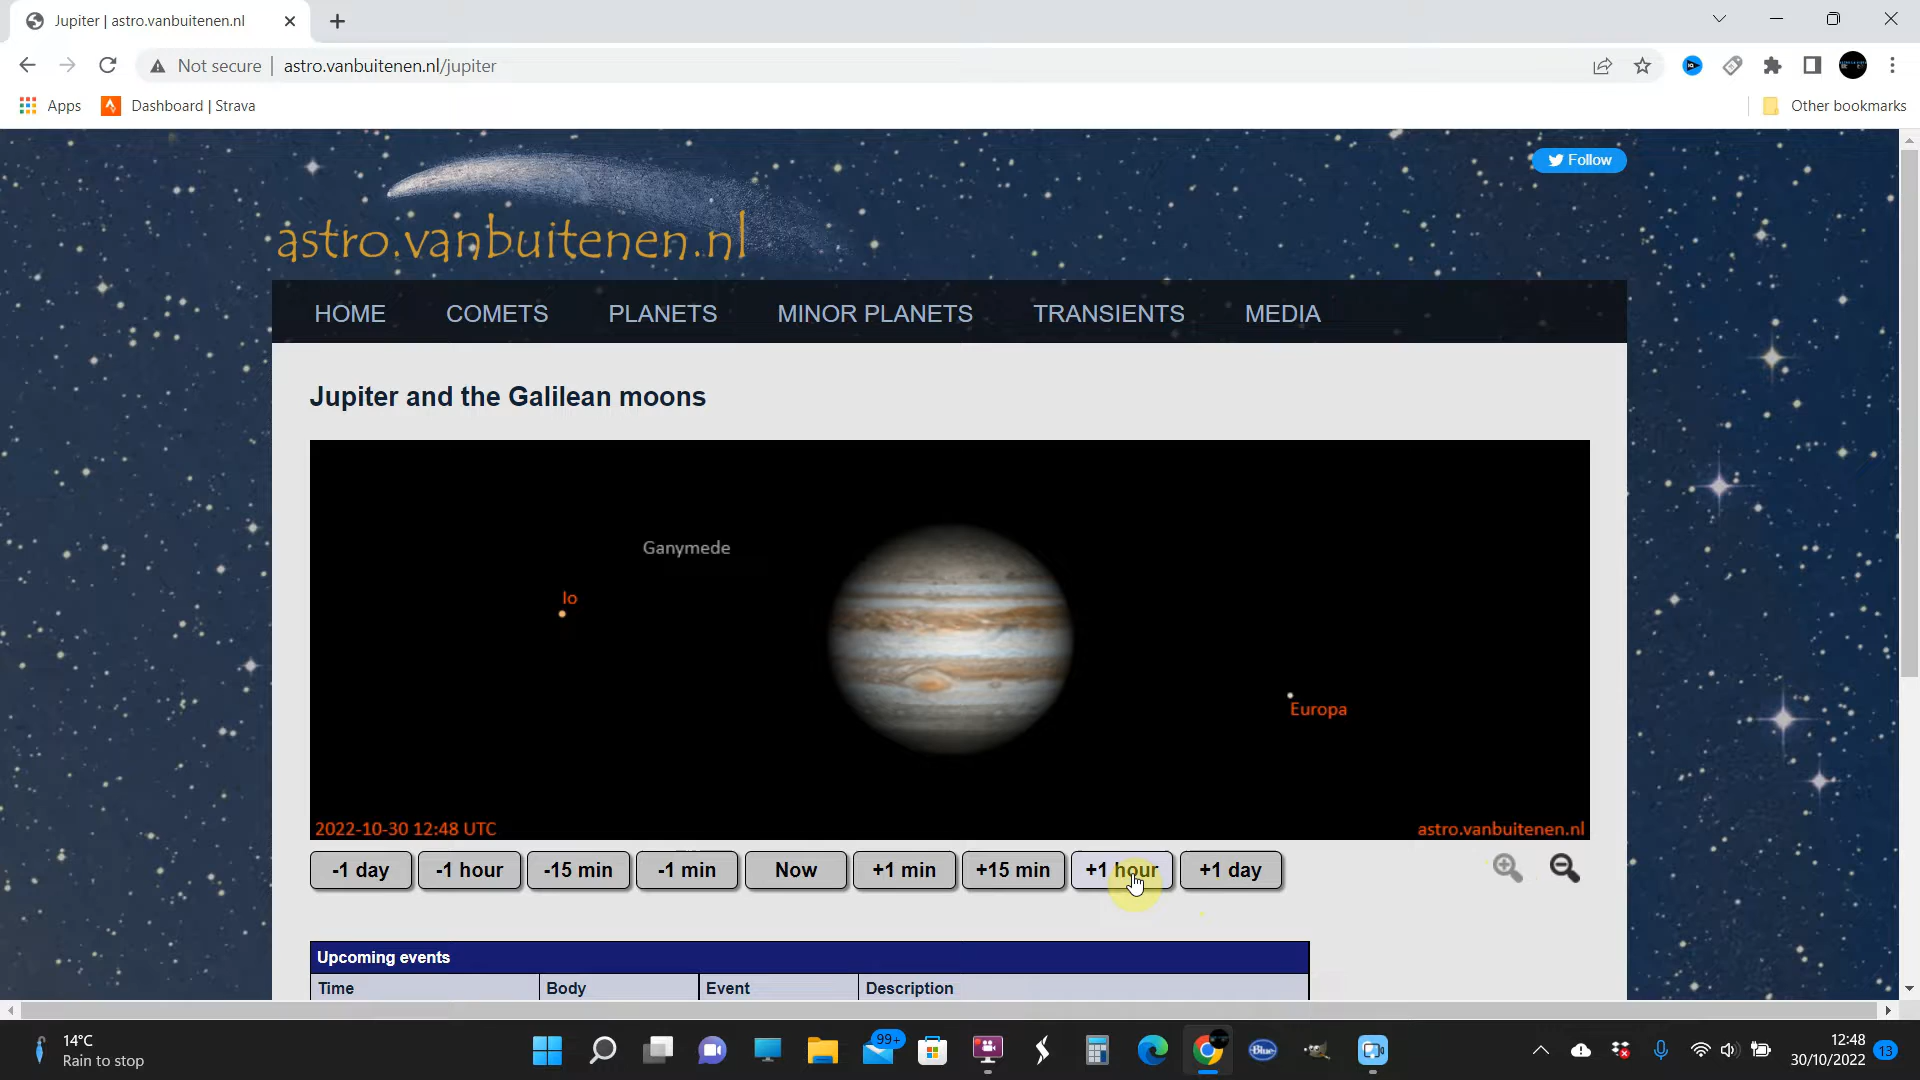 Jupiter | astro.vanbuitenen.nl
Not secure | astro.vanbuitenen.nl/jupiter
Apps Dashboard | Strava Other bookmarks
Follow
astro.vanbuitenen.nl
HOME COMETS PLANETS MINOR PLANETS TRANSIENTS MEDIA
Jupiter and the Galilean moons
Ganymede
Io
Europa
2022-10-30 12:48 UTC astro.vanbuitenen.nl
-1 day -1 hour -15 min -1 min Now +1 min +15 min +1 hour +1 day
Upcoming events
Time Body Event Description
14°C
Rain to stop
99+
Blue
12:48
30/10/2022
13